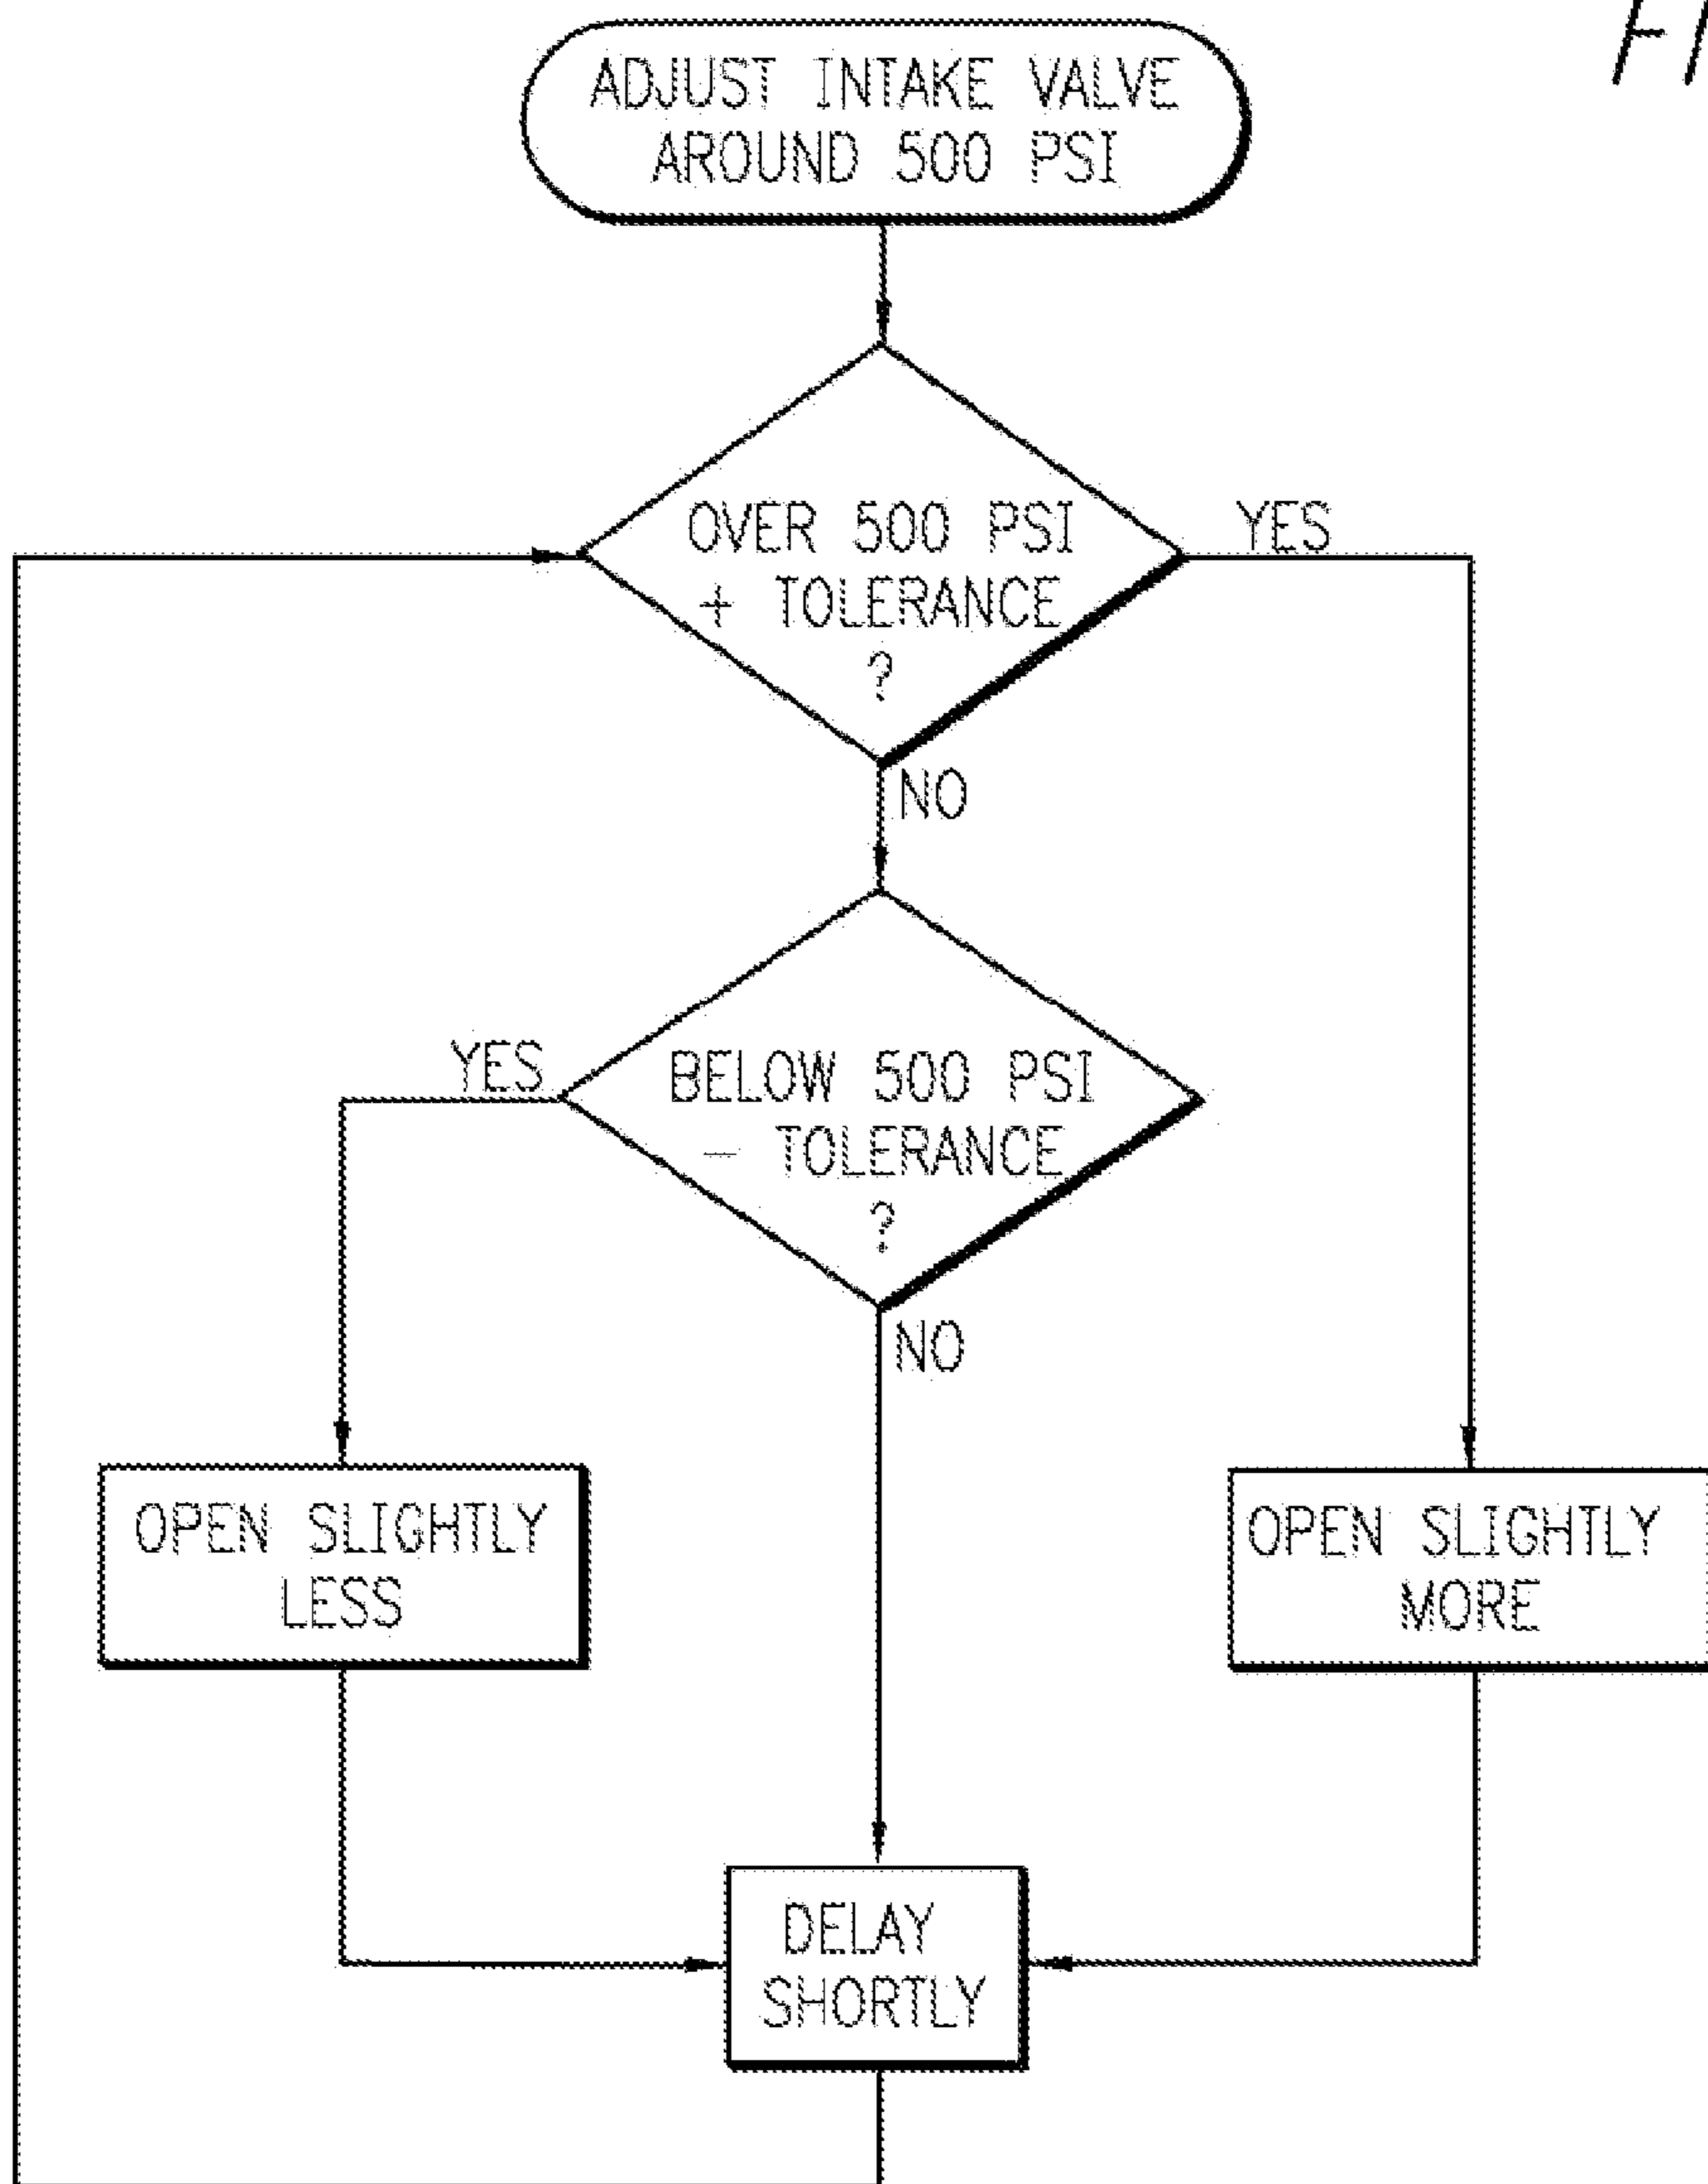 ADJUST INTAKE VALVE
AROUND 500 PSI
OVER 500 PSI
+ TOLERANCE
?
YES
NO
BELOW 500 PSI
- TOLERANCE
?
YES
NO
OPEN SLIGHTLY
LESS
OPEN SLIGHTLY
MORE
DELAY
SHORTLY